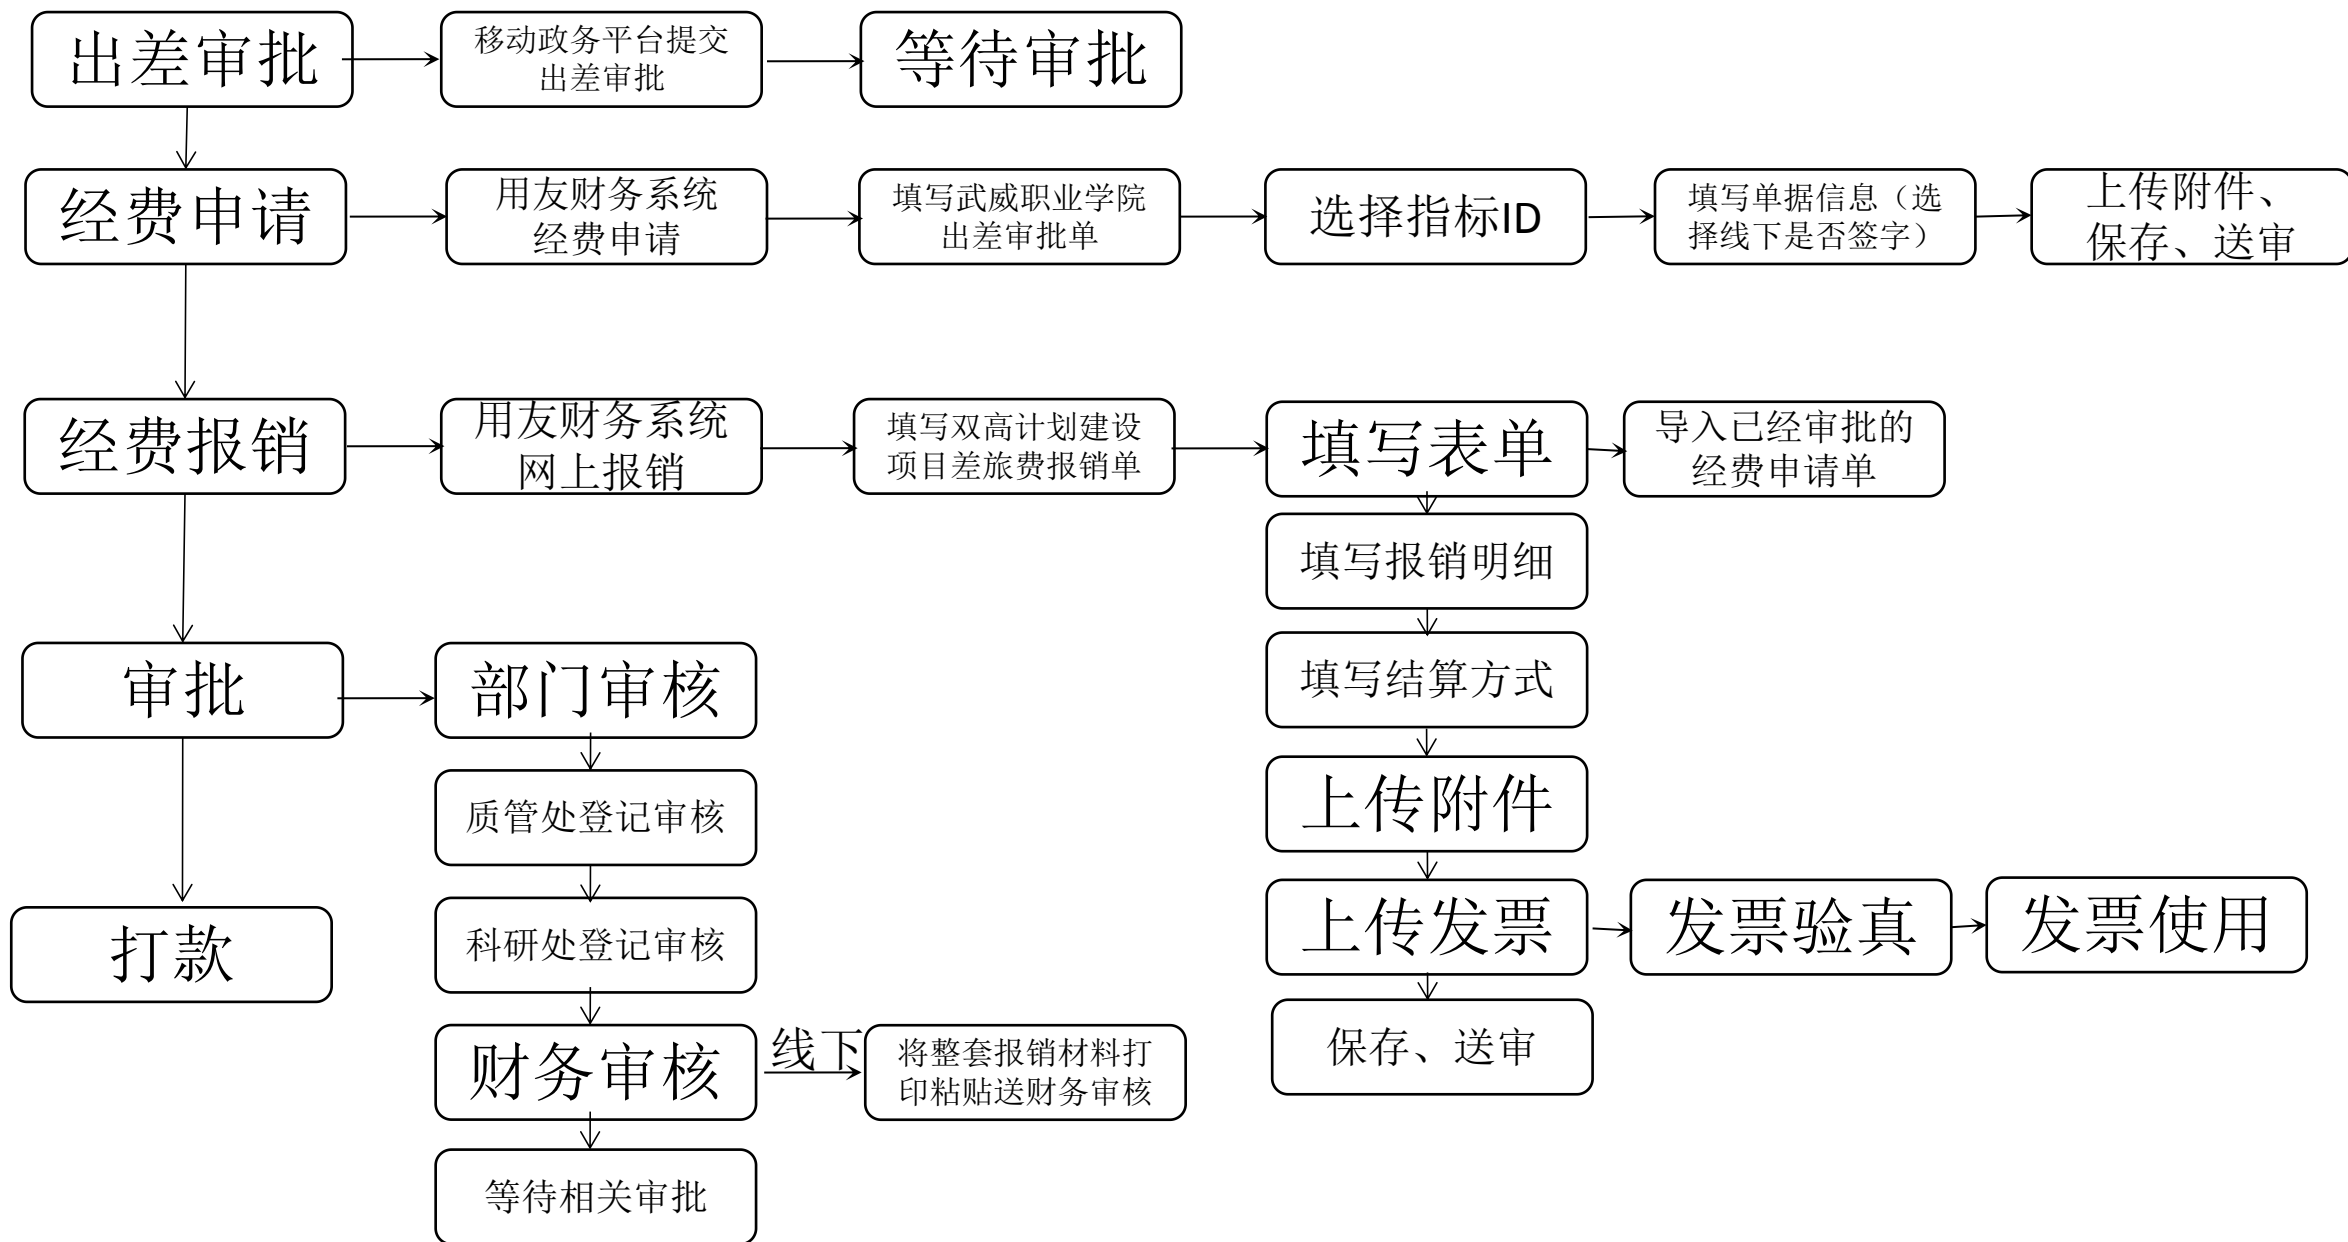 出差审批
移动政务平台提交
出差审批
等待审批
经费申请
用友财务系统
经费申请
填写武威职业学院
出差审批单
选择指标ID
填写单据信息（选
择线下是否签字）
上传附件、
保存、送审
经费报销
用友财务系统
网上报销
填写双高计划建设
项目差旅费报销单
填写表单
导入已经审批的
经费申请单
填写报销明细
填写结算方式
上传附件
上传发票
发票验真
发票使用
保存、送审
审批
部门审核
质管处登记审核
科研处登记审核
财务审核
线下
将整套报销材料打
印粘贴送财务审核
等待相关审批
打款